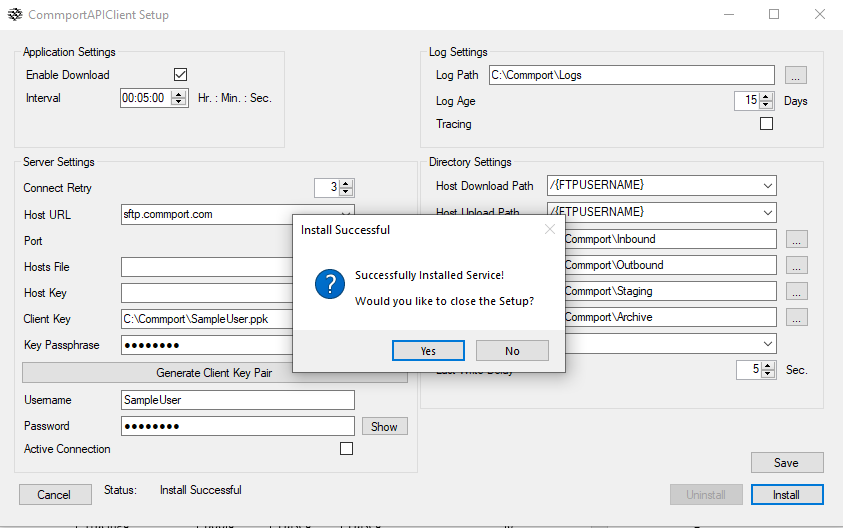 CommportAPIClient Setup
Application Settings
Enable Download
Interval 00:05:00 Hr. : Min. : Sec.
Log Settings
Log Path C:\Commport\Logs ...
Log Age 15 Days
Tracing
Server Settings
Connect Retry 3
Host URL sftp.commport.com
Port
Hosts File
Host Key
Client Key C:\Commport\SampleUser.ppk
Key Passphrase ●●●●●●●●
Generate Client Key Pair
Username SampleUser
Password ●●●●●●●● Show
Active Connection
Directory Settings
Host Download Path /{FTPUSERNAME}
Host Upload Path /{FTPUSERNAME}
Commport\Inbound ...
Commport\Outbound ...
Commport\Staging ...
Commport\Archive ...
5 Sec.
Install Successful
Successfully Installed Service!
Would you like to close the Setup?
Yes No
Save
Cancel Status: Install Successful Uninstall Install